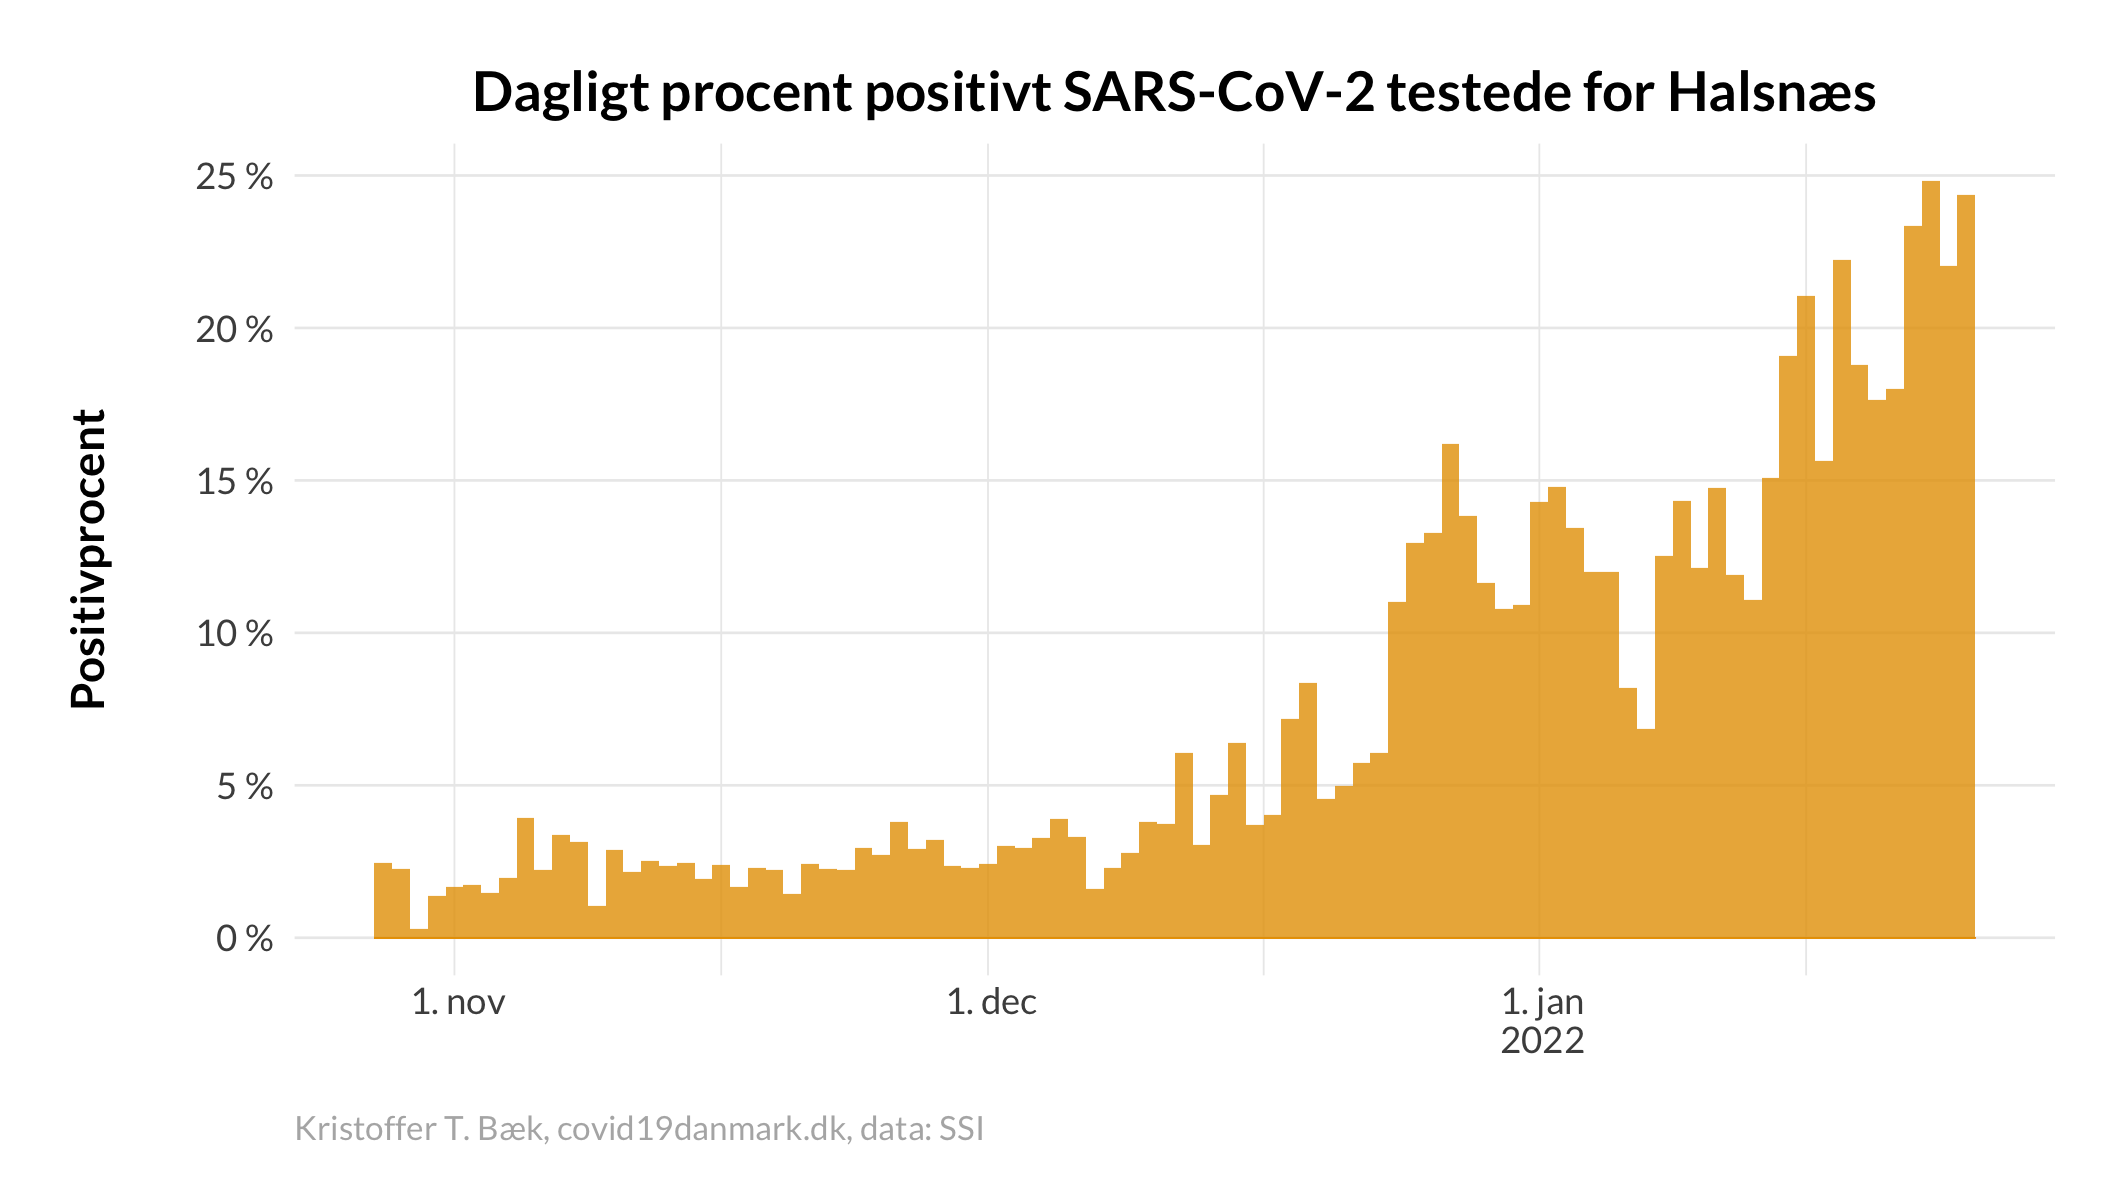 Dagligt procent positivt SARS-CoV-2 testede for Halsnæs
Positivprocent
25 %
20 %
15 %
10 %
5 %
0 %
1. nov
1. dec
1. jan
2022
Kristoffer T. Bæk, covid19danmark.dk, data: SSI